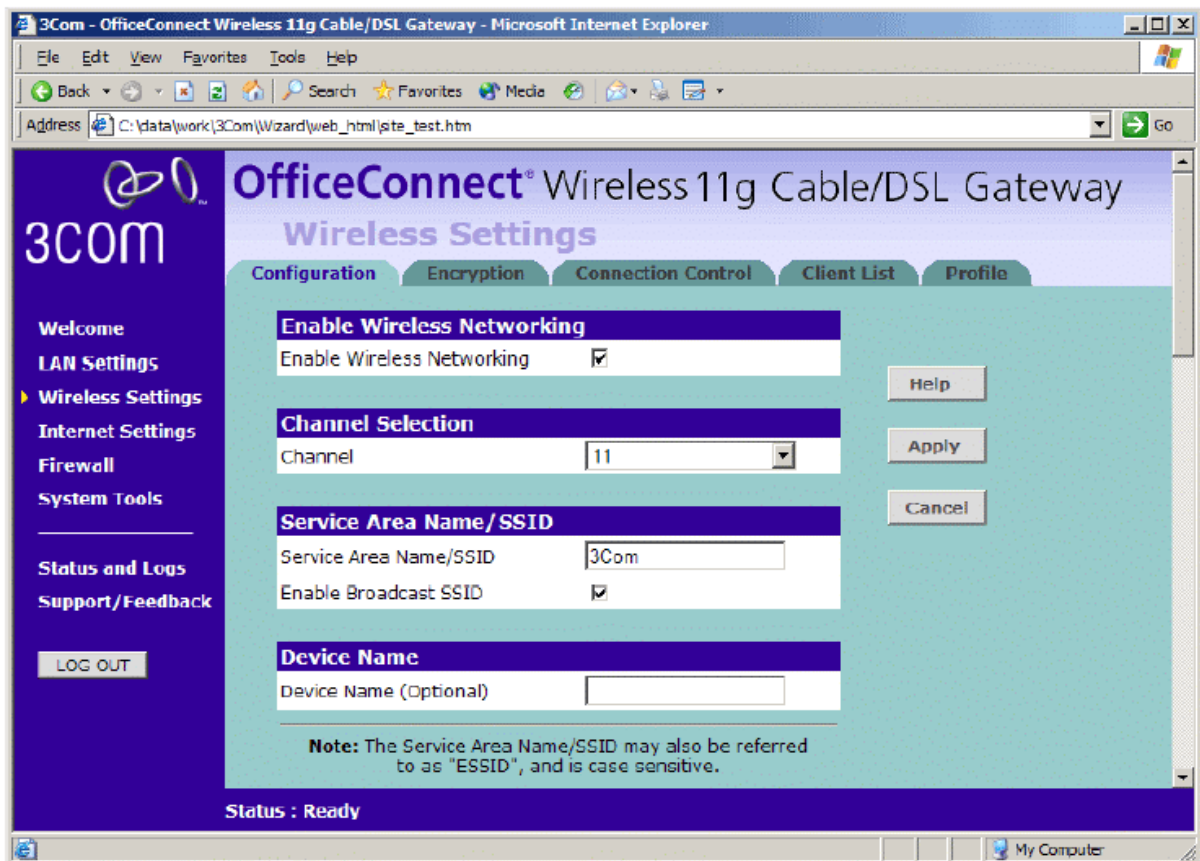 3Com - OfficeConnect Wireless 11g Cable/DSL Gateway - Microsoft Internet Explorer
File Edit View Favorites Tools Help
Back Search Favorites Media
Address C:\data\work\3Com\Wizard\web_html\site_test.htm Go
3COM
OfficeConnect® Wireless 11g Cable/DSL Gateway
Wireless Settings
Configuration Encryption Connection Control Client List Profile
Welcome
LAN Settings
Wireless Settings
Internet Settings
Firewall
System Tools
Status and Logs
Support/Feedback
LOG OUT
Enable Wireless Networking
Enable Wireless Networking
Channel Selection
Channel 11
Service Area Name/SSID
Service Area Name/SSID 3Com
Enable Broadcast SSID
Device Name
Device Name (Optional)
Note: The Service Area Name/SSID may also be referred
to as "ESSID", and is case sensitive.
Help
Apply
Cancel
Status : Ready
My Computer